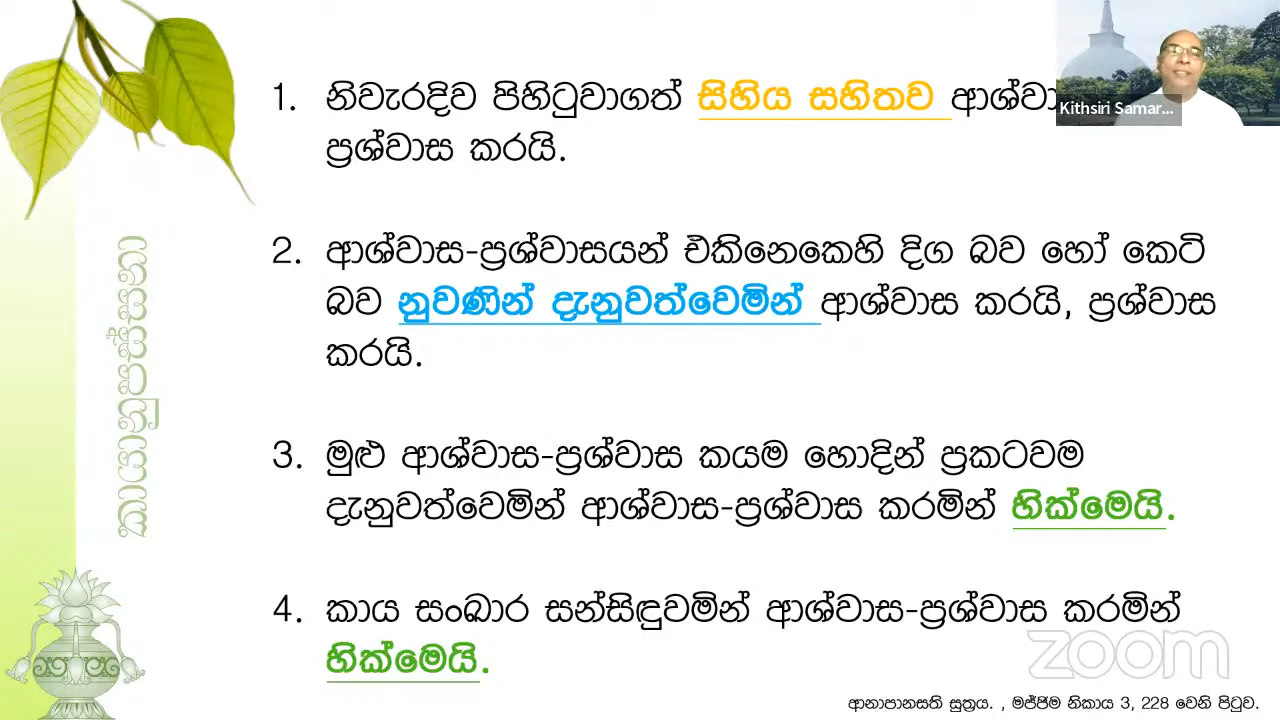 1. නිවැරදිව පිහිටුවාගත් සිහිය සහිතව
Kithsiri Samar...
ප්‍රශ්වාස කරයි.
2. ආශ්වාස-ප්‍රශ්වාසයන් එකිනෙකෙහි දිග බව හෝ කෙටි
බව නුවණින් දැනුවත්වෙමින් ආශ්වාස කරයි, ප්‍රශ්වාස
කරයි.
3. මුළු ආශ්වාස-ප්‍රශ්වාස කයම හොදින් ප්‍රකටවම
දැනුවත්වෙමින් ආශ්වාස-ප්‍රශ්වාස කරමින් හික්මෙයි.
4. කාය සංඛාර සන්සිඳුවමින් ආශ්වාස-ප්‍රශ්වාස කරමින්
හික්මෙයි.
කායානුපස්සනා
zoom
ආනාපානසති සුත්‍රය. , මජ්ජිම නිකාය 3, 228 වෙනි පිටුව.